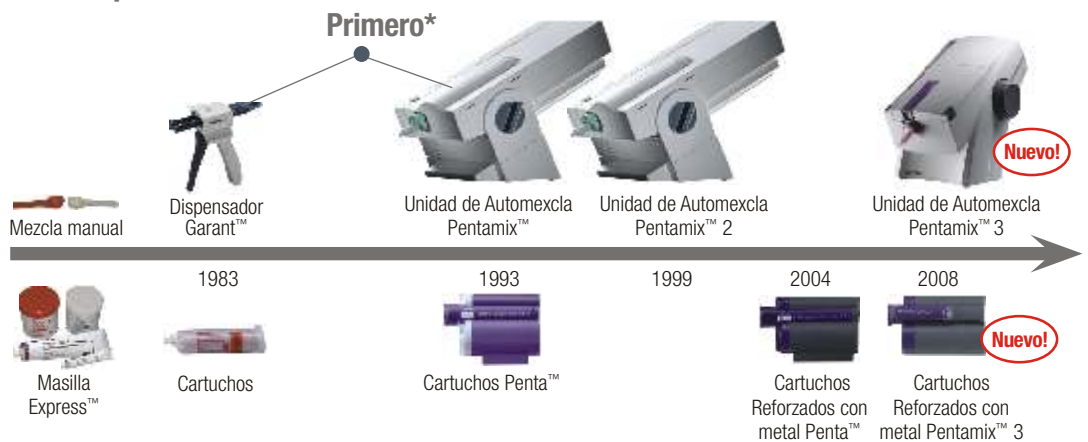 Primero*
Nuevo!
Mezcla manual
Dispensador
Garant™
Unidad de Automexcla
Pentamix™
Unidad de Automexcla
Pentamix™ 2
Unidad de Automexcla
Pentamix™ 3
1983
1993
1999
2004
2008
Nuevo!
Masilla
Express™
Cartuchos
Cartuchos Penta™
Cartuchos
Reforzados con
metal Penta™
Cartuchos
Reforzados con
metal Pentamix™ 3